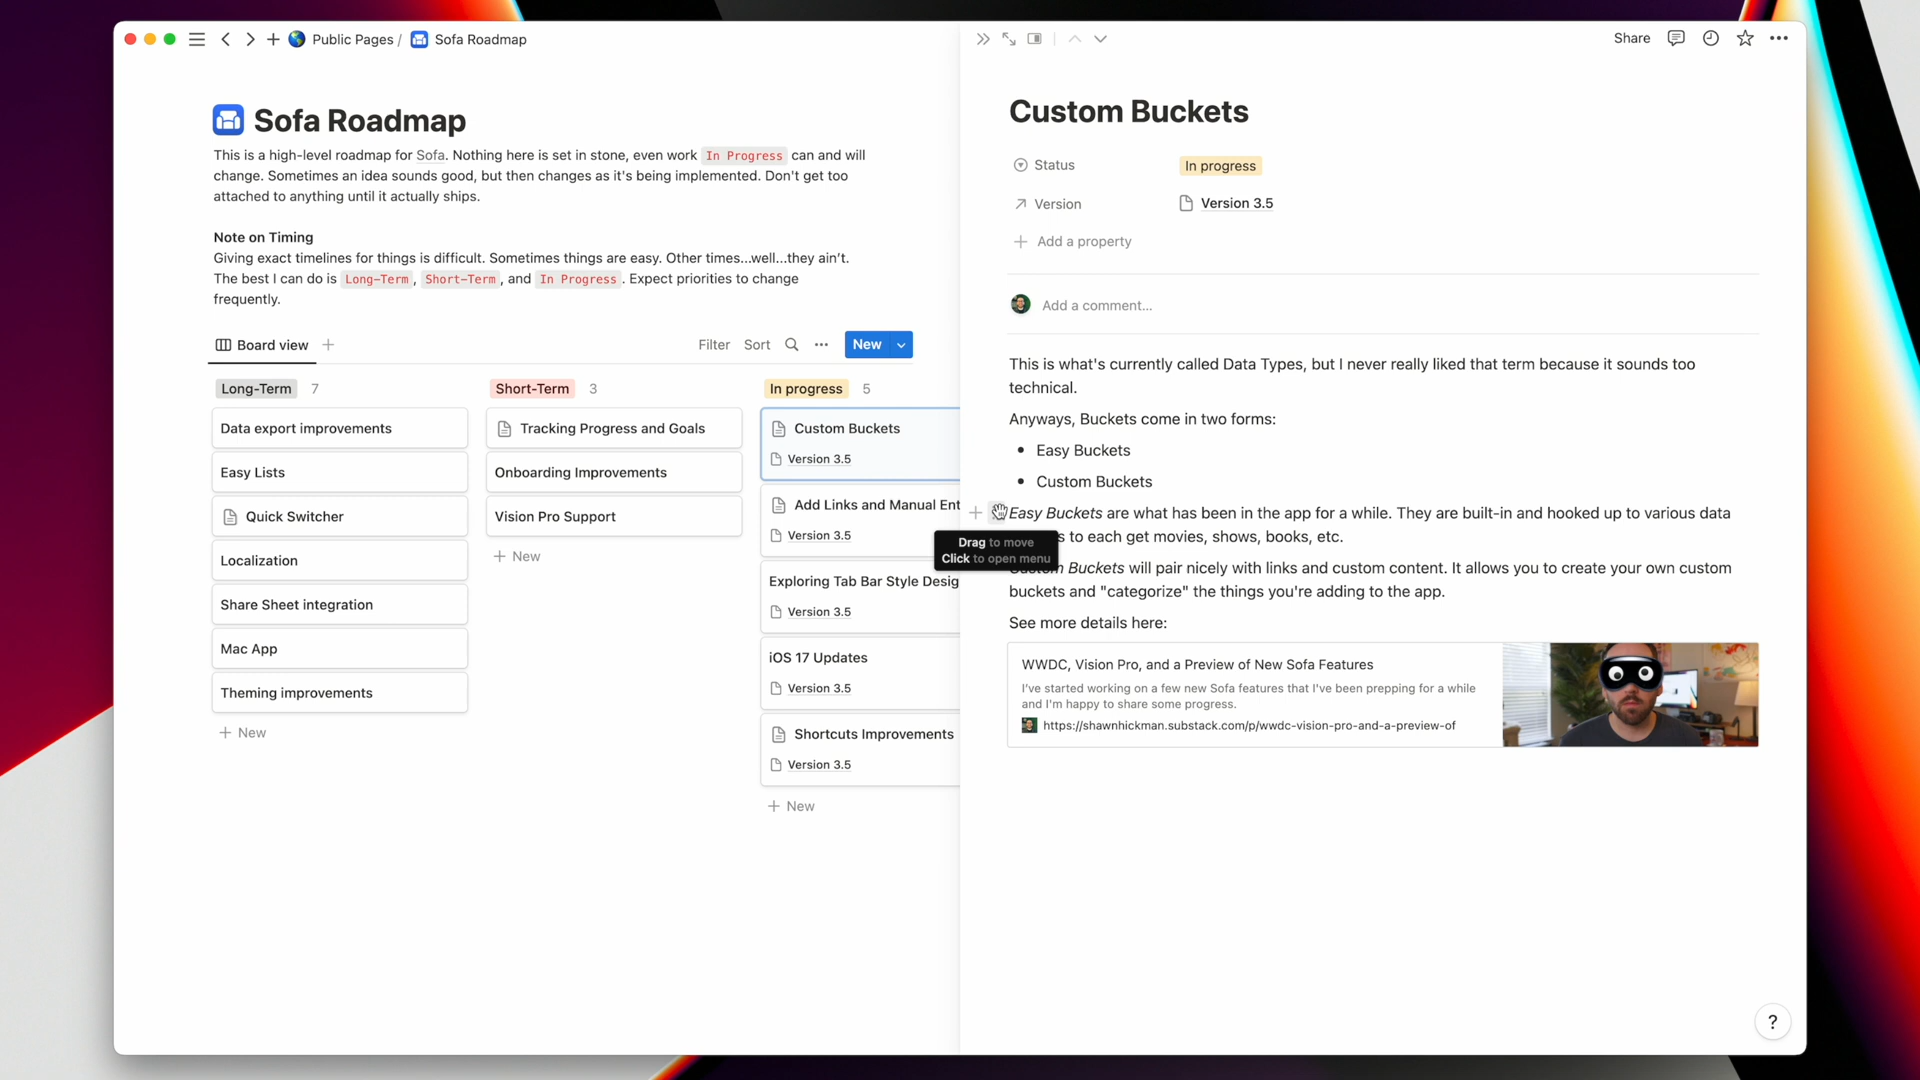 Public Pages / Sofa Roadmap
Sofa Roadmap
This is a high-level roadmap for Sofa. Nothing here is set in stone, even work In Progress can and will
change. Sometimes an idea sounds good, but then changes as it's being implemented. Don't get too
attached to anything until it actually ships.
Note on Timing
Giving exact timelines for things is difficult. Sometimes things are easy. Other times...well...they ain't.
The best I can do is Long-Term, Short-Term, and In Progress. Expect priorities to change
frequently.
Board view
Filter Sort New
Long-Term 7
Data export improvements
Easy Lists
Quick Switcher
Localization
Share Sheet integration
Mac App
Theming improvements
New
Short-Term 3
Tracking Progress and Goals
Onboarding Improvements
Vision Pro Support
New
In progress 5
Custom Buckets
Version 3.5
Add Links and Manual Ent
Version 3.5
Exploring Tab Bar Style Desig
Version 3.5
iOS 17 Updates
Version 3.5
Shortcuts Improvements
Version 3.5
New
Share
Custom Buckets
Status In progress
Version Version 3.5
Add a property
Add a comment...
This is what's currently called Data Types, but I never really liked that term because it sounds too
technical.
Anyways, Buckets come in two forms:
• Easy Buckets
• Custom Buckets
Easy Buckets are what has been in the app for a while. They are built-in and hooked up to various data
to each get movies, shows, books, etc.
Drag to move
Click to open menu
Buckets will pair nicely with links and custom content. It allows you to create your own custom
buckets and "categorize" the things you're adding to the app.
See more details here:
WWDC, Vision Pro, and a Preview of New Sofa Features
I've started working on a few new Sofa features that I've been prepping for a while
and I'm happy to share some progress.
https://shawnhickman.substack.com/p/wwdc-vision-pro-and-a-preview-of
?